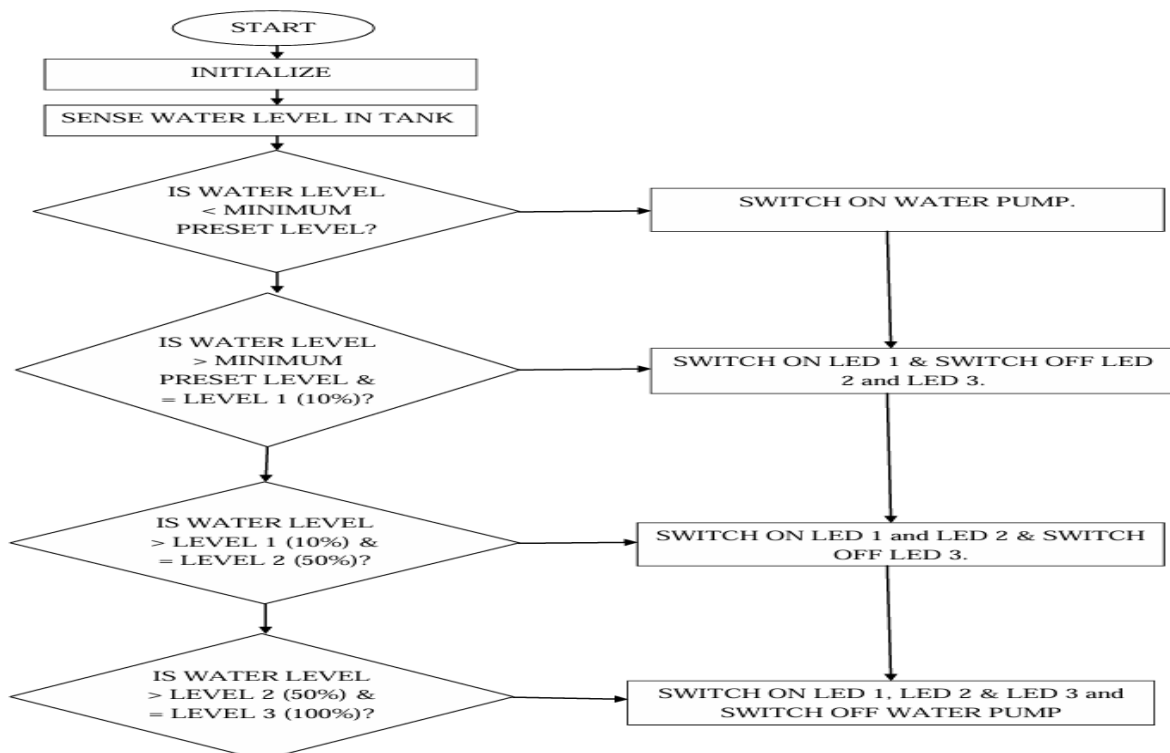 START
INITIALIZE
SENSE WATER LEVEL IN TANK
IS WATER LEVEL
< MINIMUM
PRESET LEVEL?
SWITCH ON WATER PUMP.
IS WATER LEVEL
> MINIMUM
PRESET LEVEL &
= LEVEL 1 (10%)?
SWITCH ON LED 1 & SWITCH OFF LED
2 and LED 3.
IS WATER LEVEL
> LEVEL 1 (10%) &
= LEVEL 2 (50%)?
SWITCH ON LED 1 and LED 2 & SWITCH
OFF LED 3.
IS WATER LEVEL
> LEVEL 2 (50%) &
= LEVEL 3 (100%)?
SWITCH ON LED 1, LED 2 & LED 3 and
SWITCH OFF WATER PUMP